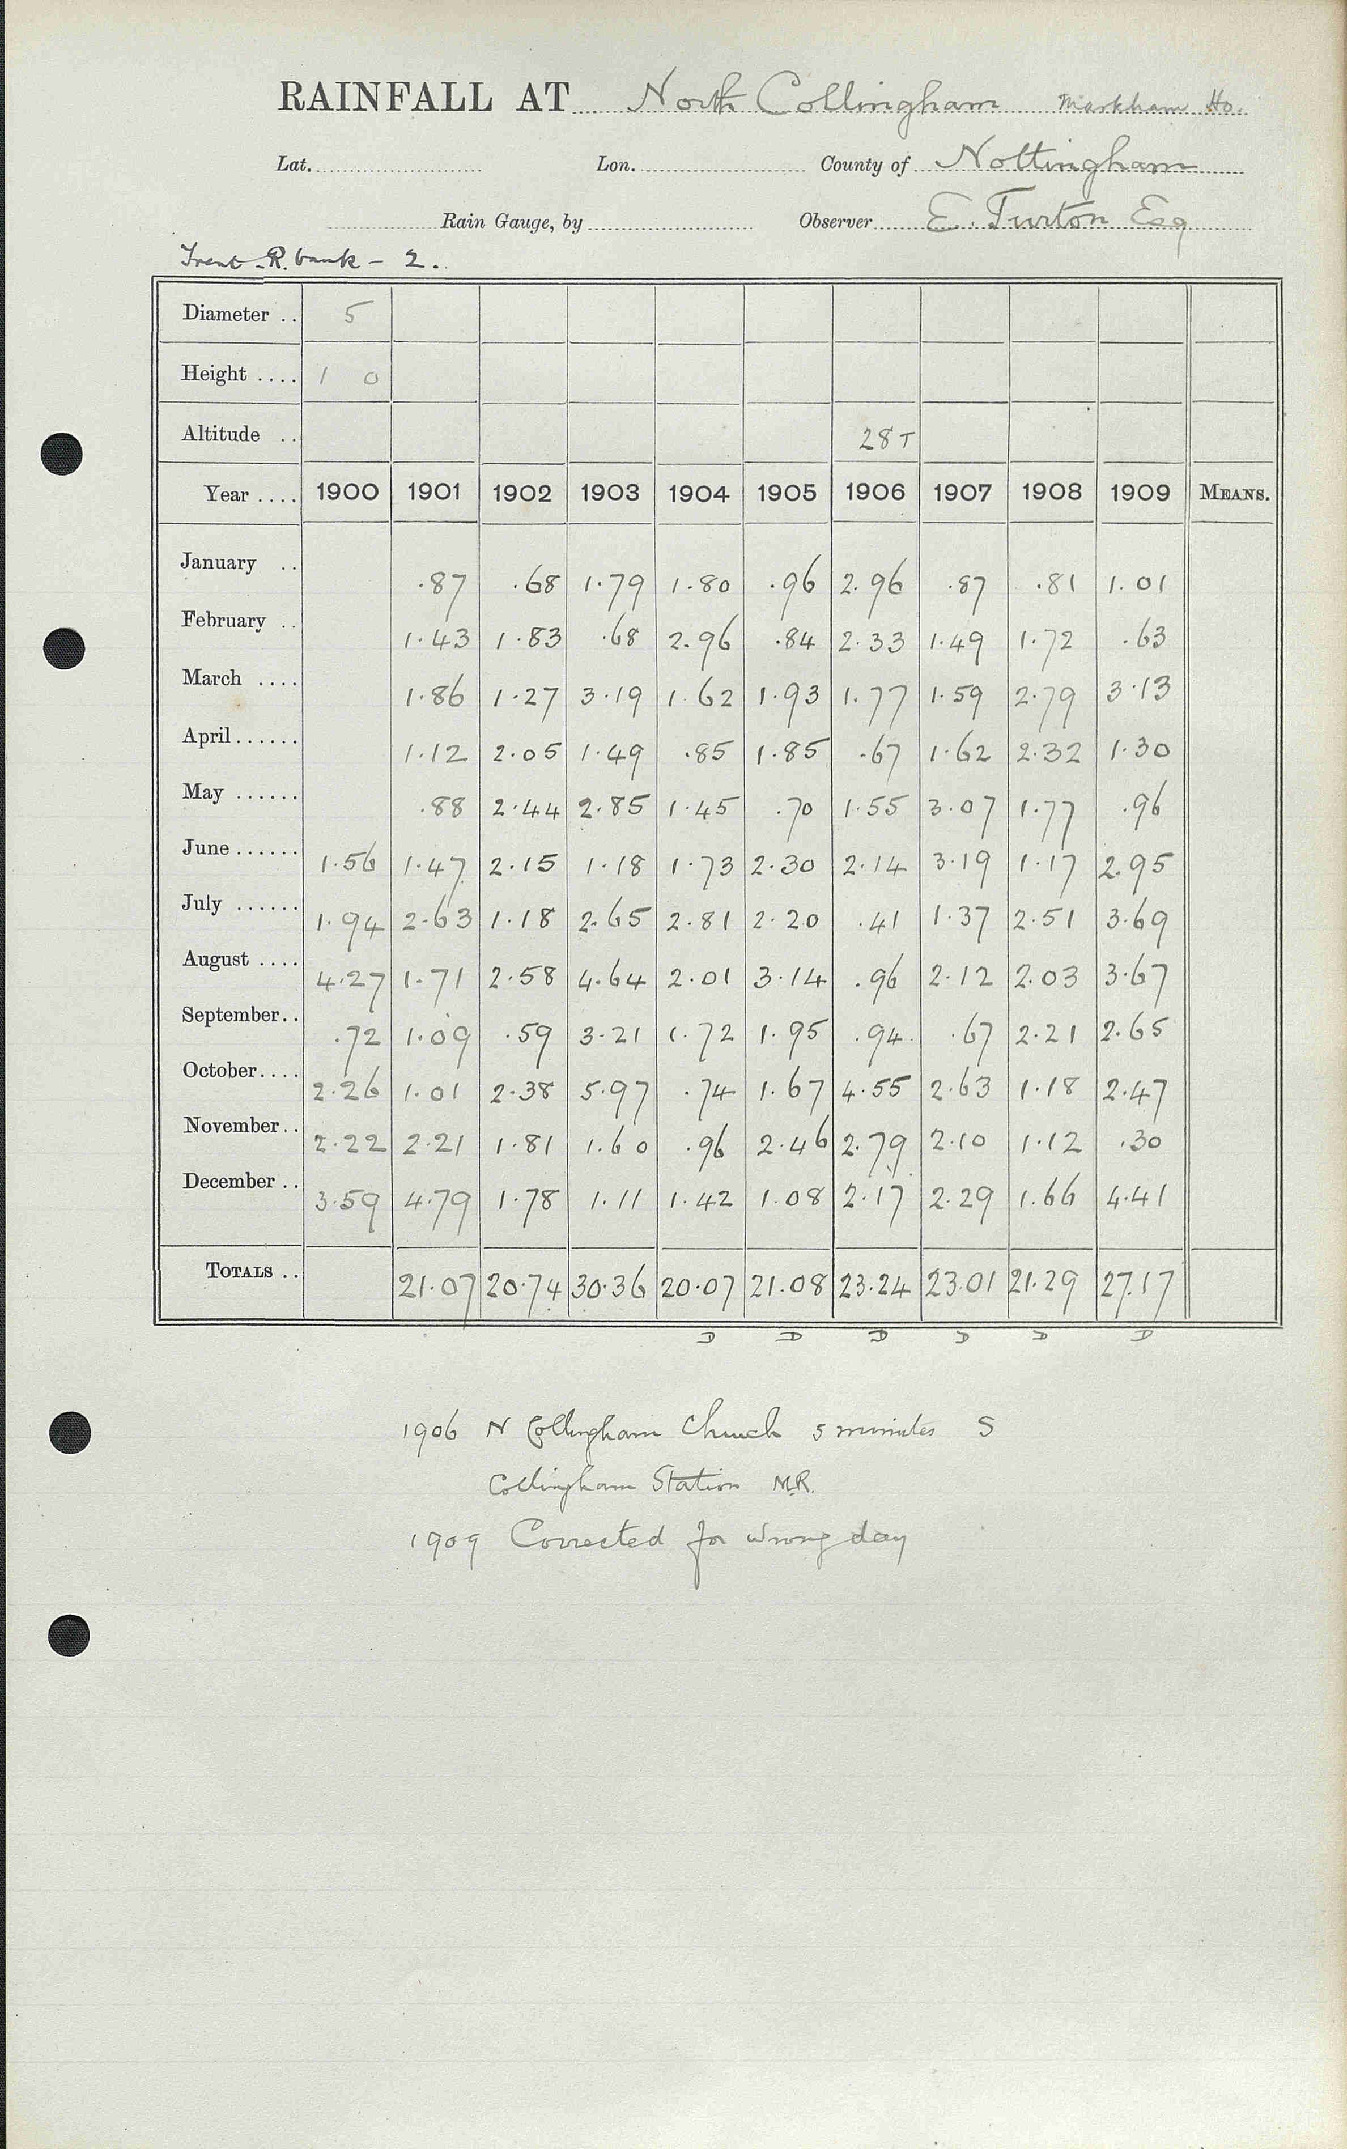 RAINFALL AT North Collingham Markham Ho.
Lat. Lon. County of Nottingham
Rain Gauge, by Observer E. Turton Esq
Trent R. bank - 2.
Diameter .. 5
Height .... 1 0
Altitude .. 28 T
Year .... 1900 1901 1902 1903 1904 1905 1906 1907 1908 1909 MEANS.
January .. .87 .68 1.79 1.80 .96 2.96 .87 .81 1.01
February .. 1.43 1.83 .68 2.96 .84 2.33 1.49 1.72 .63
March .... 1.86 1.27 3.19 1.62 1.93 1.77 1.59 2.79 3.13
April ...... 1.12 2.05 1.49 .85 1.85 .67 1.62 2.32 1.30
May ...... .88 2.44 2.85 1.45 .70 1.55 3.07 1.77 .96
June ...... 1.56 1.47 2.15 1.18 1.73 2.30 2.14 3.19 1.17 2.95
July ...... 1.94 2.63 1.18 2.65 2.81 2.20 .41 1.37 2.51 3.69
August .... 4.27 1.71 2.58 4.64 2.01 3.14 .96 2.12 2.03 3.67
September.. .72 1.09 .59 3.21 1.72 1.95 .94 .67 2.21 2.65
October.... 2.26 1.01 2.38 5.97 .74 1.67 4.55 2.63 1.18 2.47
November.. 2.22 2.21 1.81 1.60 .96 2.46 2.79 2.10 1.12 .30
December .. 3.59 4.79 1.78 1.11 1.42 1.08 2.17 2.29 1.66 4.41
TOTALS .. 21.07 20.74 30.36 20.07 21.08 23.24 23.01 21.29 27.17
D D D D D D
1906 N Collingham Church 5 minutes S
Collingham Station M.R.
1909 Corrected for wrong day